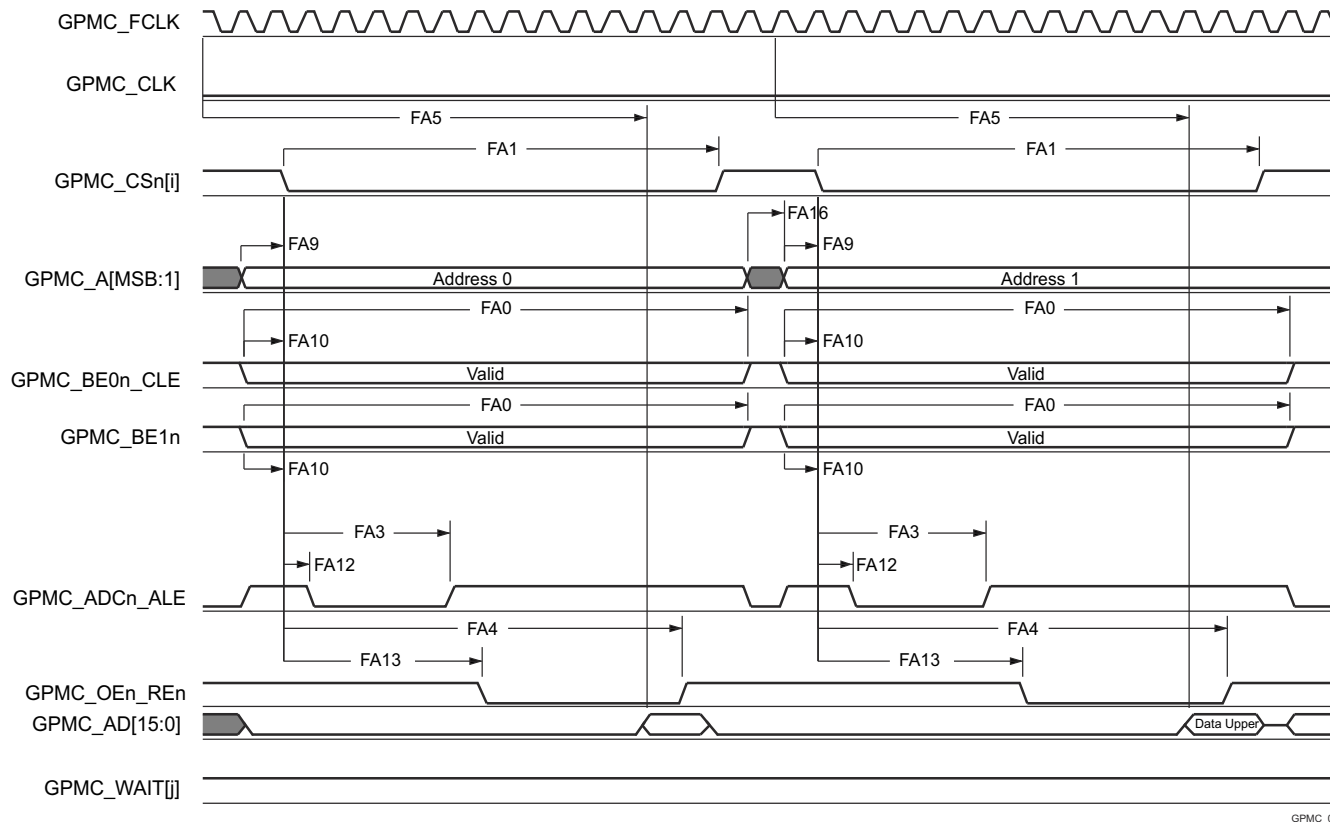 GPMC_FCLK
GPMC_CLK
FA5 FA5
FA1 FA1
GPMC_CSn[i]
FA16
FA9 FA9
GPMC_A[MSB:1] Address 0 Address 1
FA0 FA0
FA10 FA10
GPMC_BE0n_CLE Valid Valid
FA0 FA0
GPMC_BE1n Valid Valid
FA10 FA10
FA3 FA3
FA12 FA12
GPMC_ADCn_ALE
FA4 FA4
FA13 FA13
GPMC_OEn_REn
GPMC_AD[15:0] Data Upper
GPMC_WAIT[j]
GPMC_0